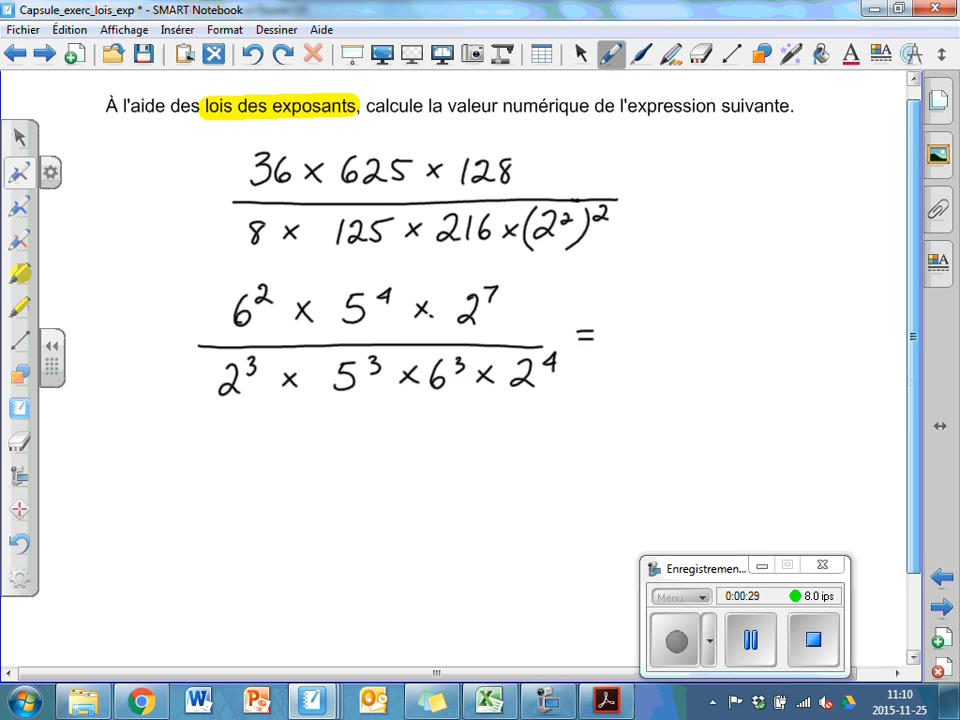 Capsule_exerc_lois_exp * - SMART Notebook
Fichier Édition Affichage Insérer Format Dessiner Aide
À l'aide des lois des exposants, calcule la valeur numérique de l'expression suivante.
36 × 625 × 128
8 × 125 × 216 × (2²)²
6² × 5⁴ × 2⁷
=
2³ × 5³ × 6³ × 2⁴
Enregistremen...
Menu 0:00:29 8.0 ips
11:10
2015-11-25